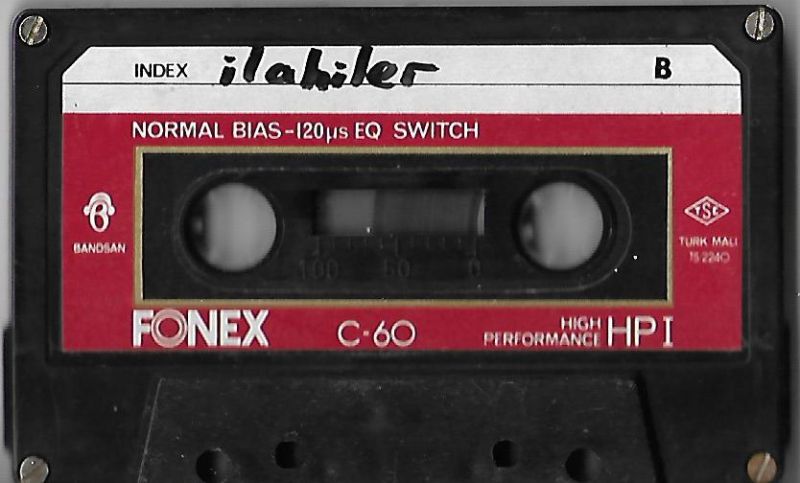 INDEX ilahiler B
NORMAL BIAS-120µs EQ SWITCH
BANDSAN
TSE
TURK MALI
TS 2240
100 50 0
FONEX C-60 HIGH PERFORMANCE HP I